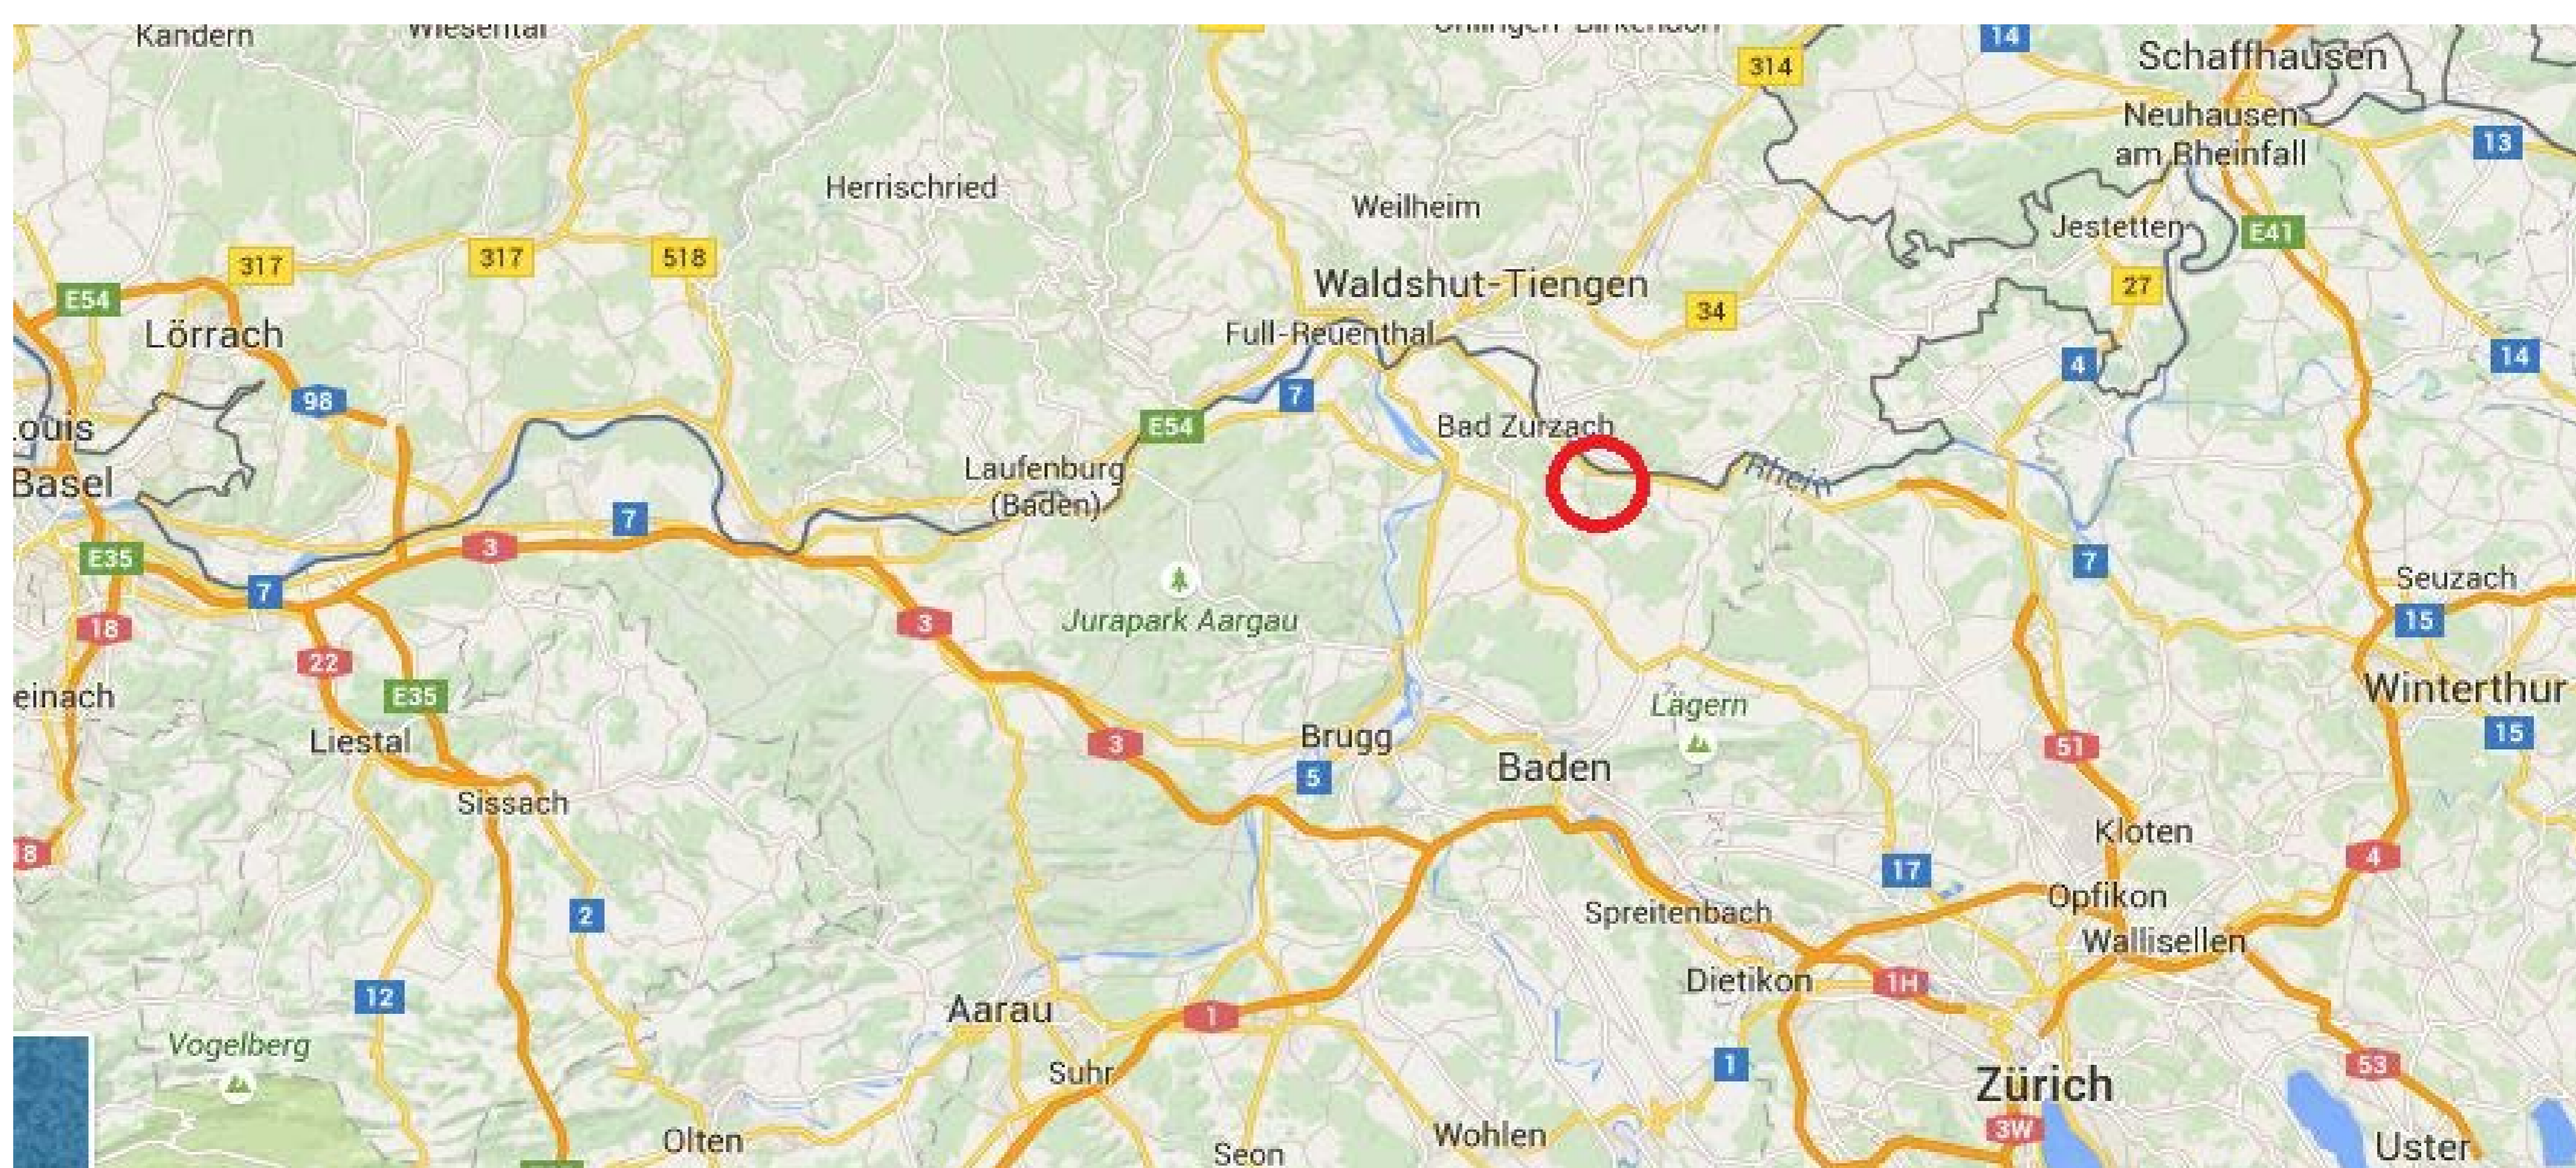 Kandern
Wiesental
14
314
Schaffhausen
Neuhausen
am Rheinfall
13
Herrischried
Weilheim
Jestetten
E41
317
317
518
Waldshut-Tiengen
27
E54
34
Lörrach
Full-Reuenthal
4
14
98
7
Louis
E54
Bad Zurzach
Basel
Laufenburg
(Baden)
Rhein
7
3
E35
7
7
Seuzach
15
18
3
Jurapark Aargau
22
E35
einach
Lägern
Winterthur
15
Liestal
3
Brugg
5
Baden
51
Sissach
Kloten
18
4
17
Opfikon
2
Spreitenbach
Wallisellen
12
Dietikon
1H
Aarau
1
Vogelberg
Suhr
1
53
Zürich
3W
Olten
Wohlen
Seon
Uster